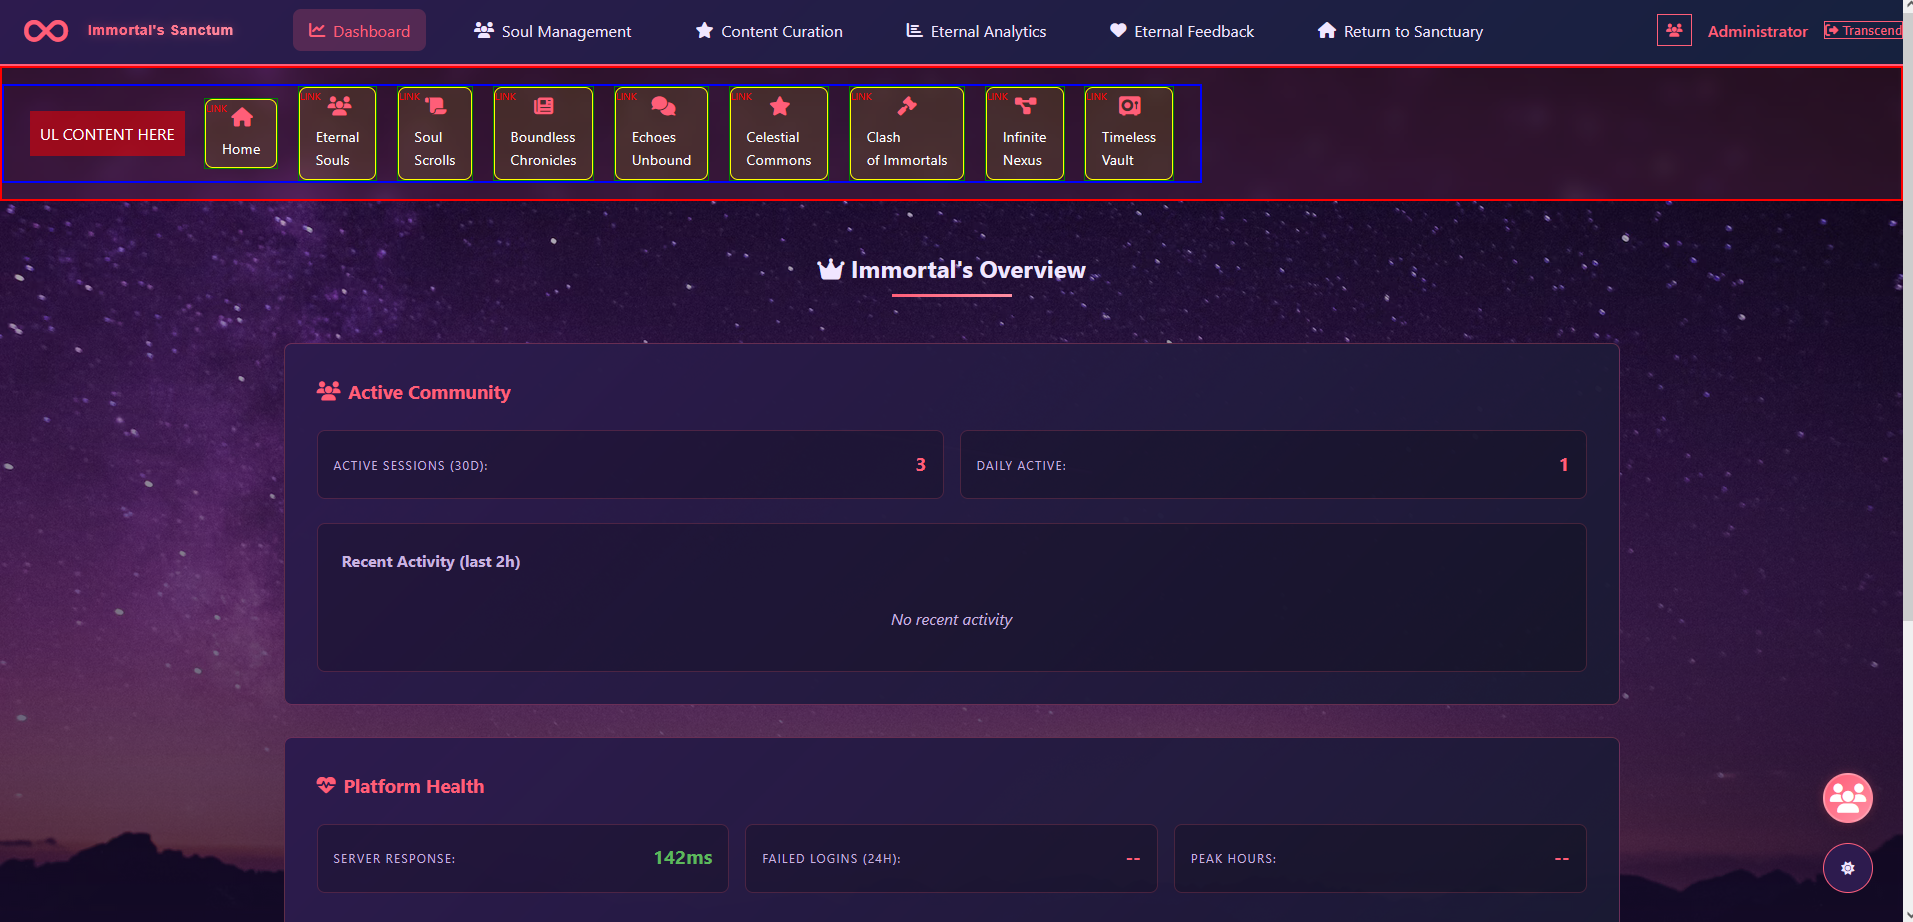 Immortal's Sanctum
Dashboard
Soul Management
Content Curation
Eternal Analytics
Eternal Feedback
Return to Sanctuary
Administrator
Transcend
UL CONTENT HERE
LINK
Home
LINK
Eternal
Souls
LINK
Soul
Scrolls
LINK
Boundless
Chronicles
LINK
Echoes
Unbound
LINK
Celestial
Commons
LINK
Clash
of Immortals
LINK
Infinite
Nexus
LINK
Timeless
Vault
Immortal's Overview
Active Community
ACTIVE SESSIONS (30D): 3
DAILY ACTIVE: 1
Recent Activity (last 2h)
No recent activity
Platform Health
SERVER RESPONSE: 142ms
FAILED LOGINS (24H): --
PEAK HOURS: --